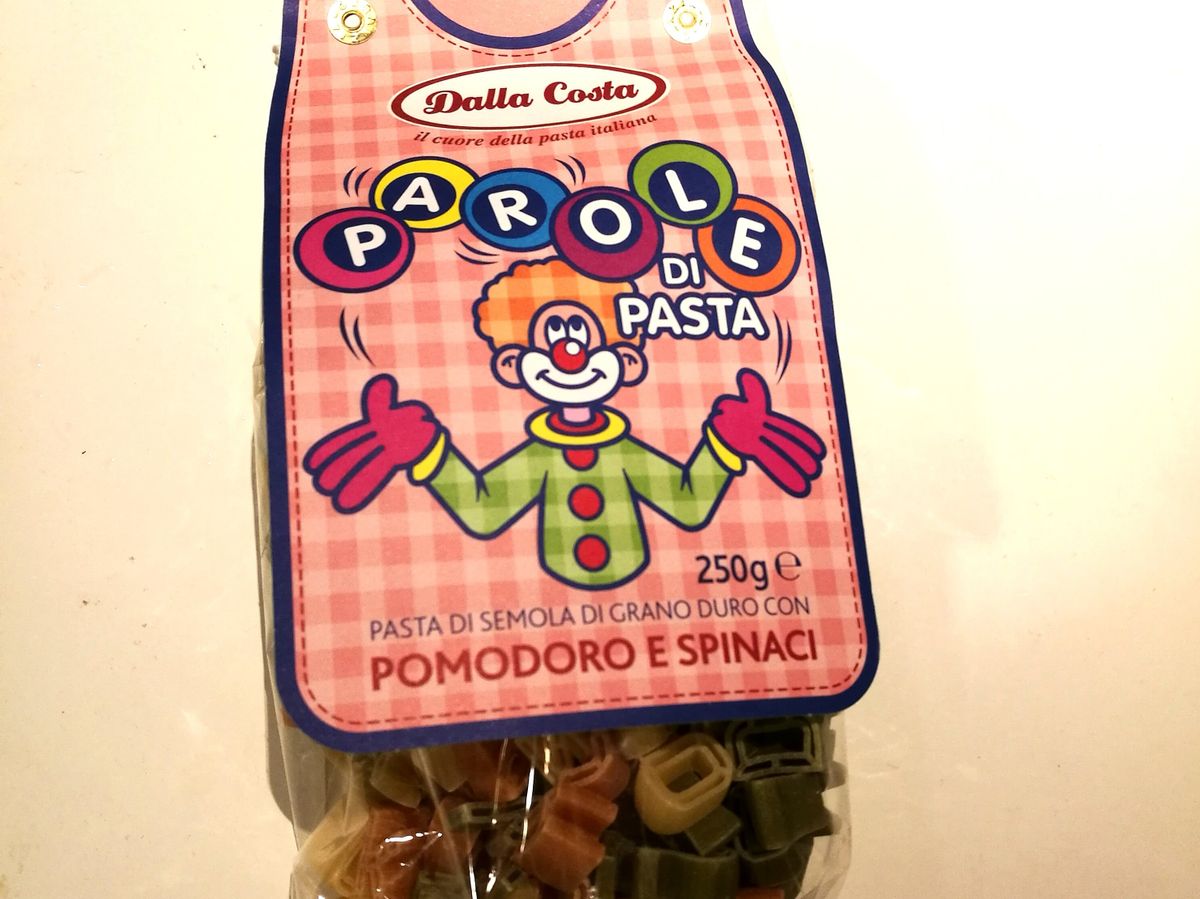 Dalla Costa
il cuore della pasta italiana
PAROLE
DI
PASTA
250g ℮
PASTA DI SEMOLA DI GRANO DURO CON
POMODORO E SPINACI